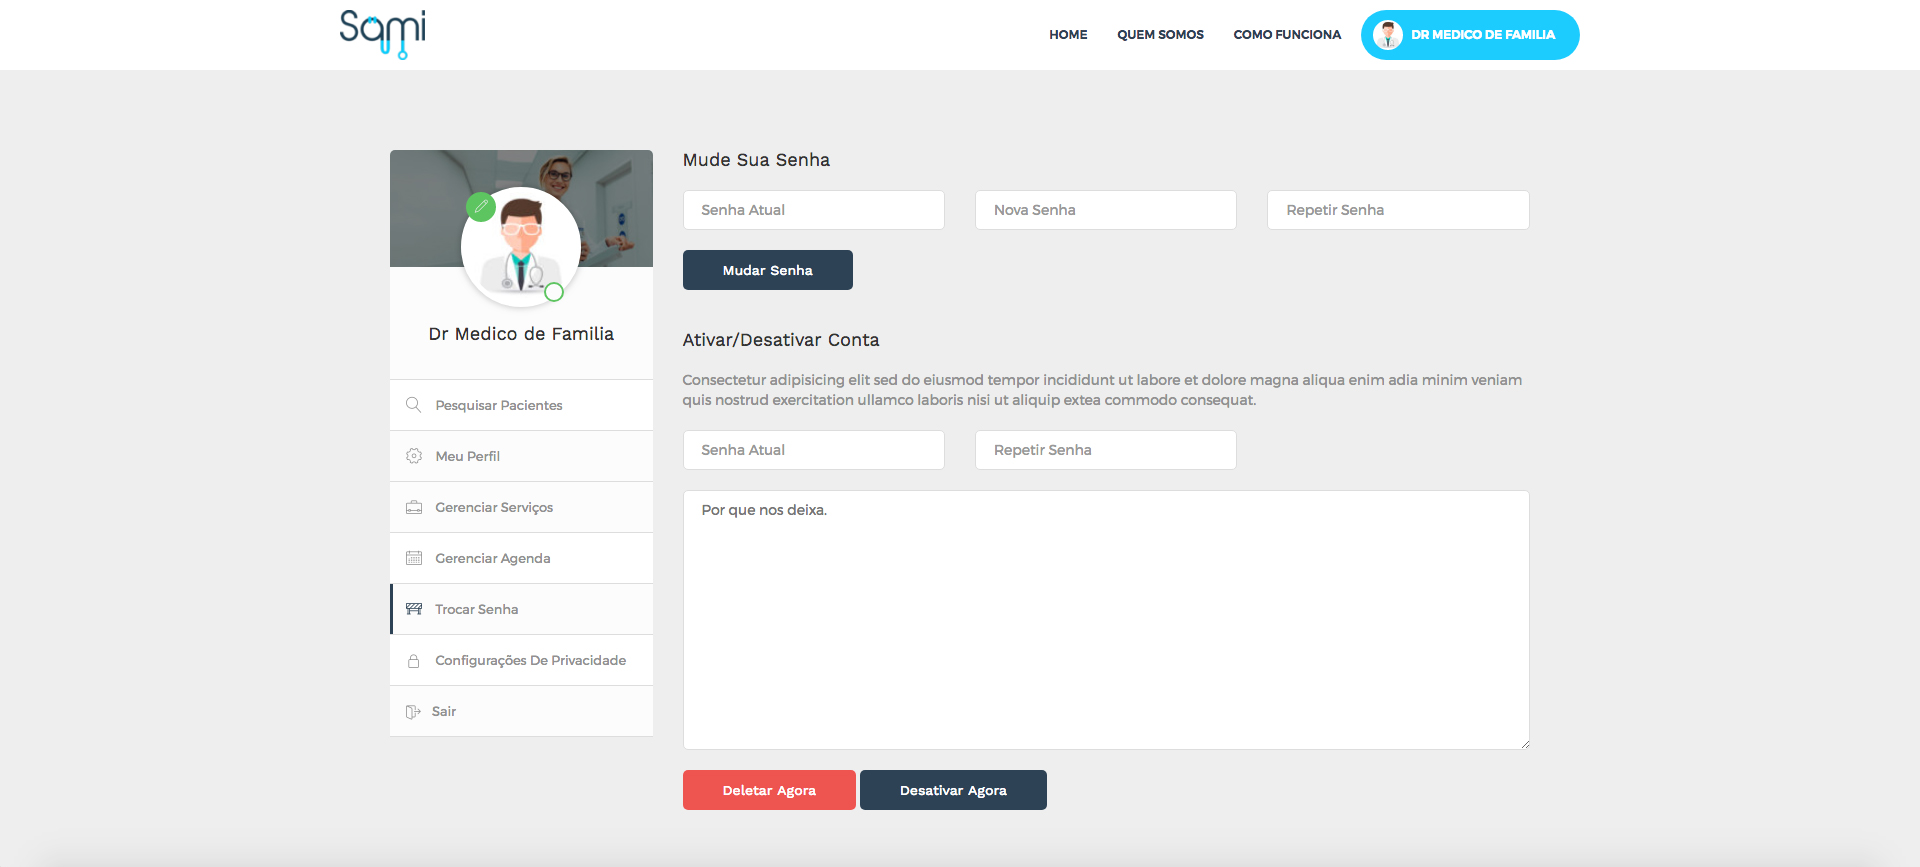 Sami
HOME QUEM SOMOS COMO FUNCIONA DR MEDICO DE FAMILIA
Dr Medico de Familia
Pesquisar Pacientes
Meu Perfil
Gerenciar Serviços
Gerenciar Agenda
Trocar Senha
Configurações De Privacidade
Sair
Mude Sua Senha
Senha Atual Nova Senha Repetir Senha
Mudar Senha
Ativar/Desativar Conta
Consectetur adipisicing elit sed do eiusmod tempor incididunt ut labore et dolore magna aliqua enim adia minim veniam
quis nostrud exercitation ullamco laboris nisi ut aliquip extea commodo consequat.
Senha Atual Repetir Senha
Por que nos deixa.
Deletar Agora Desativar Agora